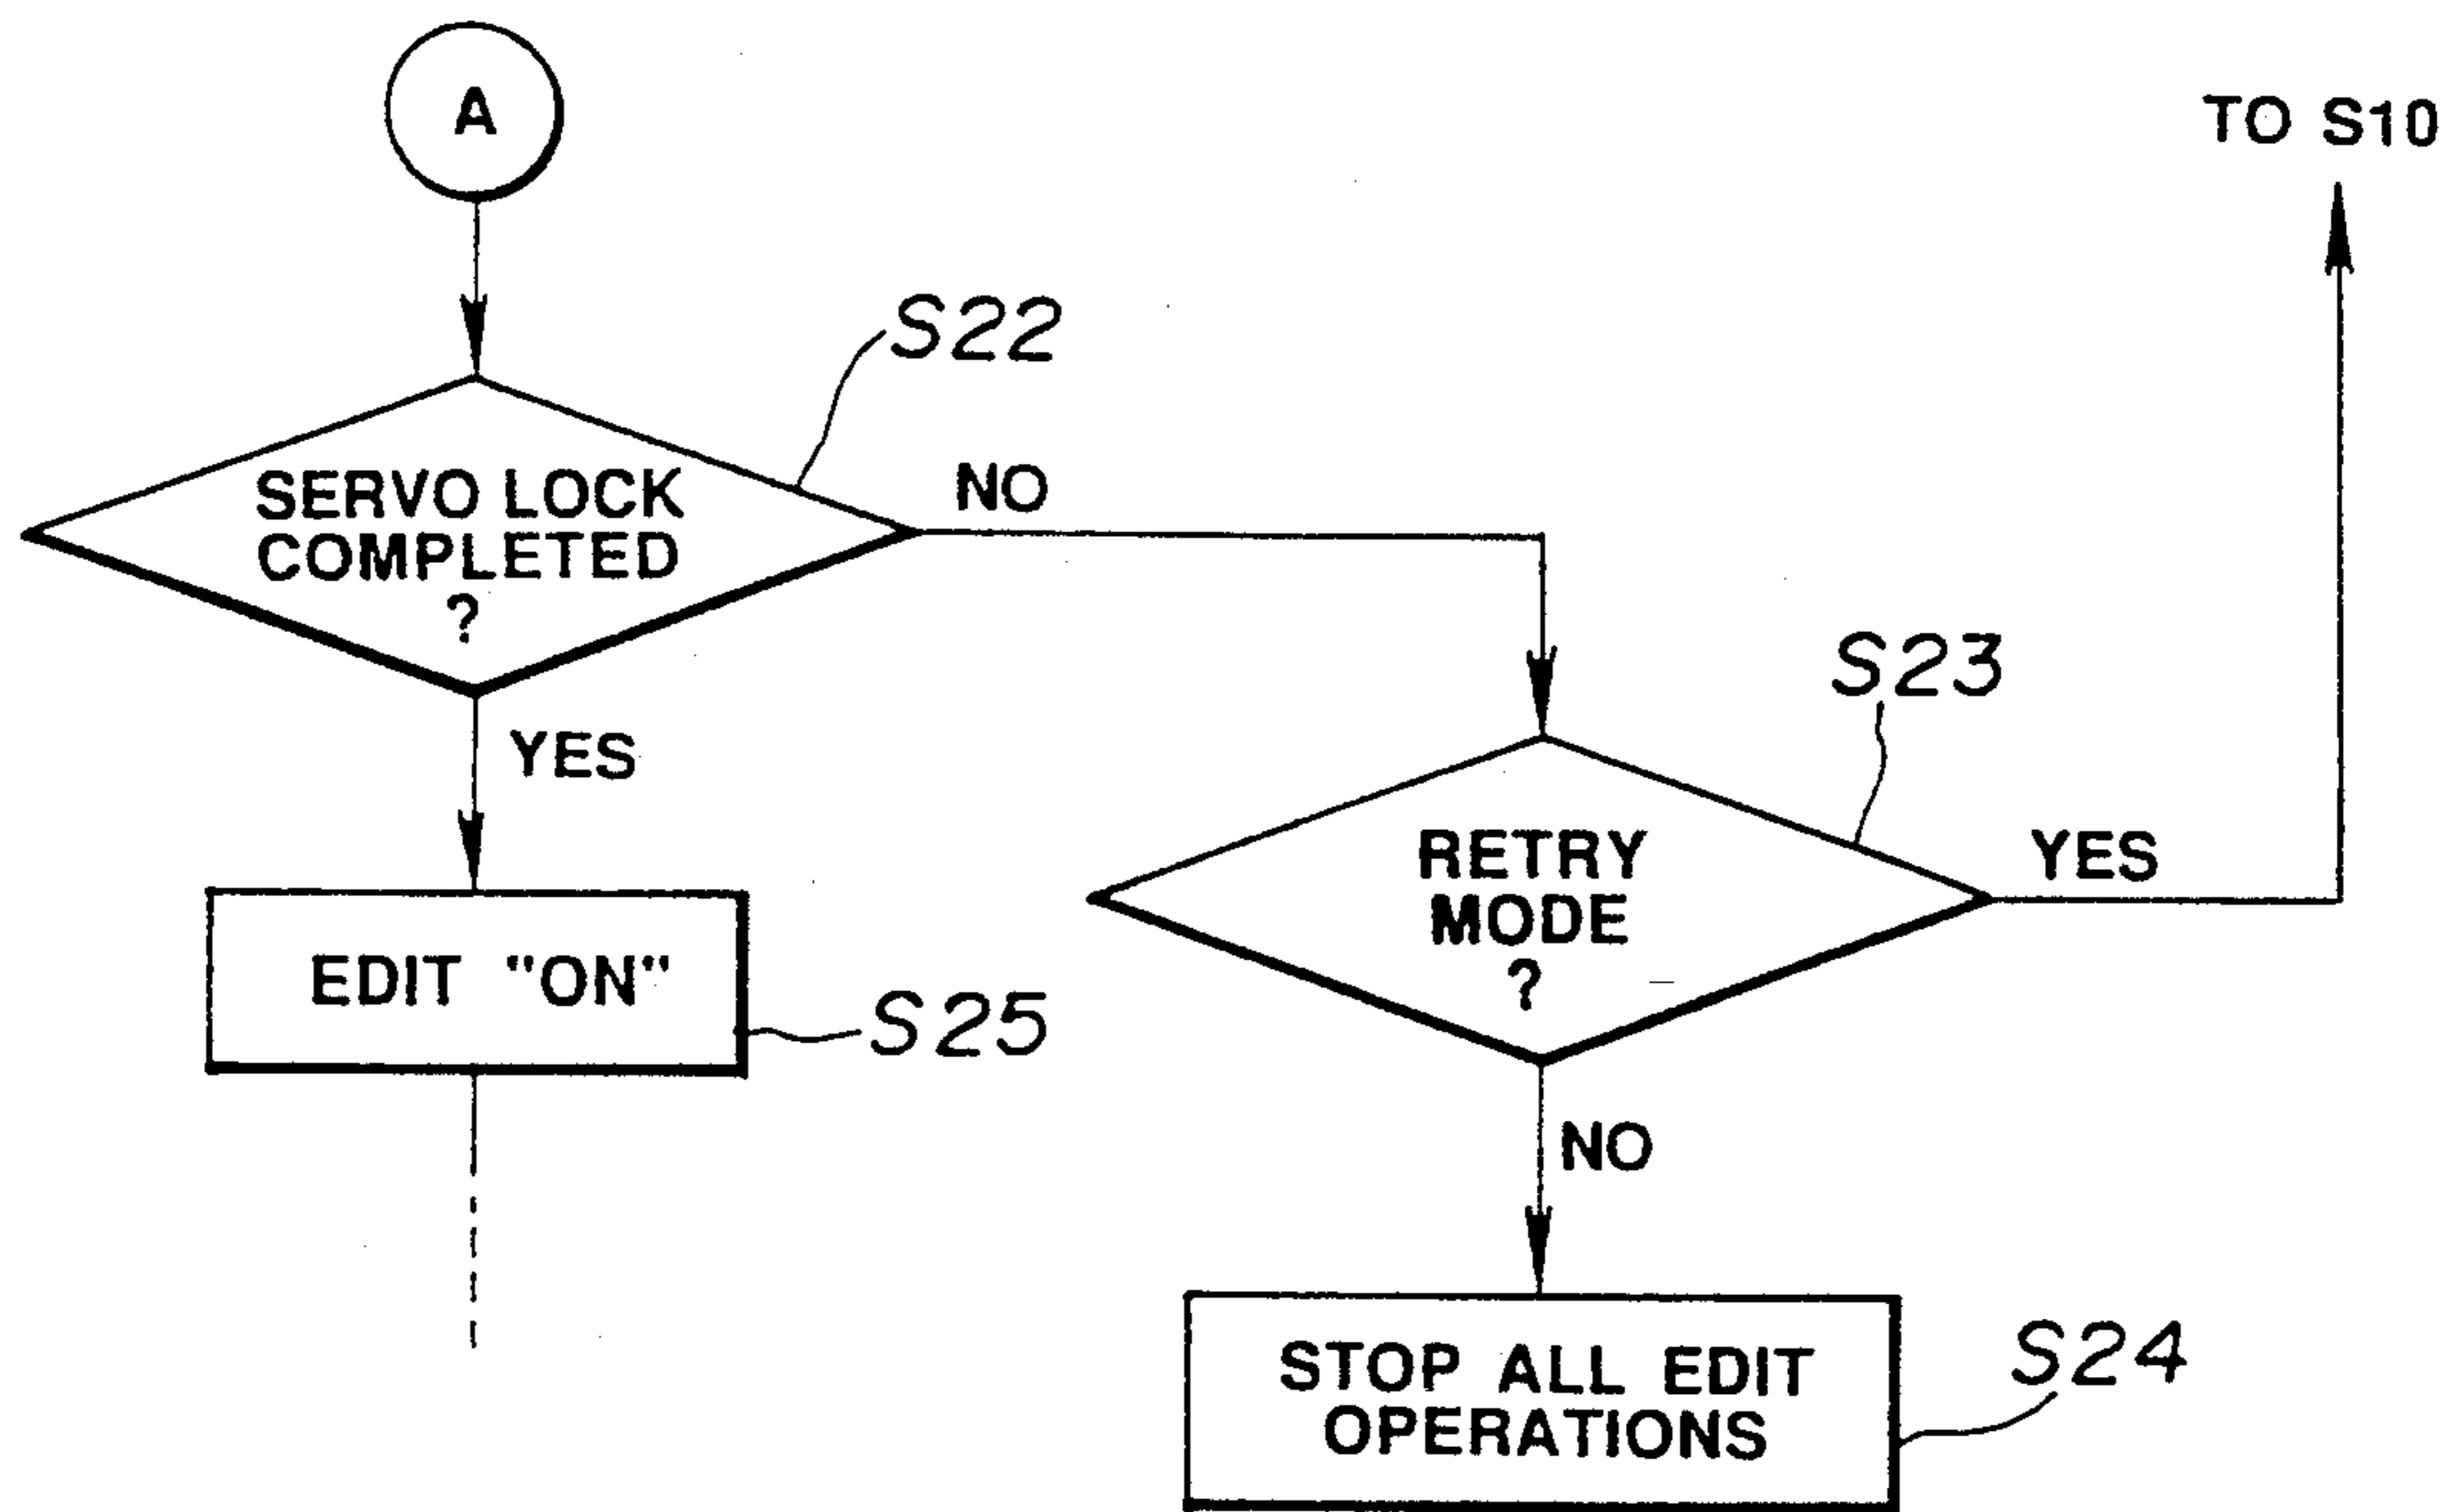 A
TO S10
S22
SERVO LOCK
COMPLETED
?
NO
YES
S23
RETRY
MODE
?
YES
EDIT "ON"
S25
NO
STOP ALL EDIT
OPERATIONS
S24